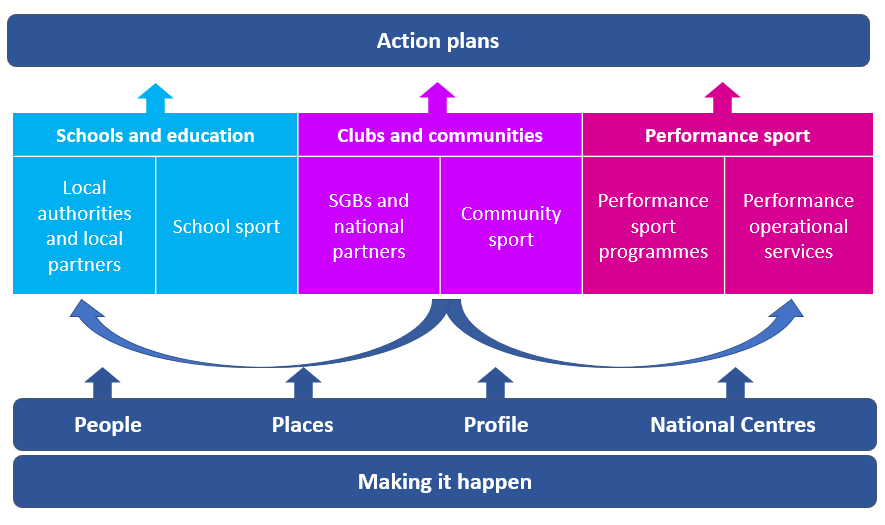 Action plans
Schools and education
Clubs and communities
Performance sport
Local
authorities
and local
partners
School sport
SGBs and
national
partners
Community
sport
Performance
sport
programmes
Performance
operational
services
People
Places
Profile
National Centres
Making it happen